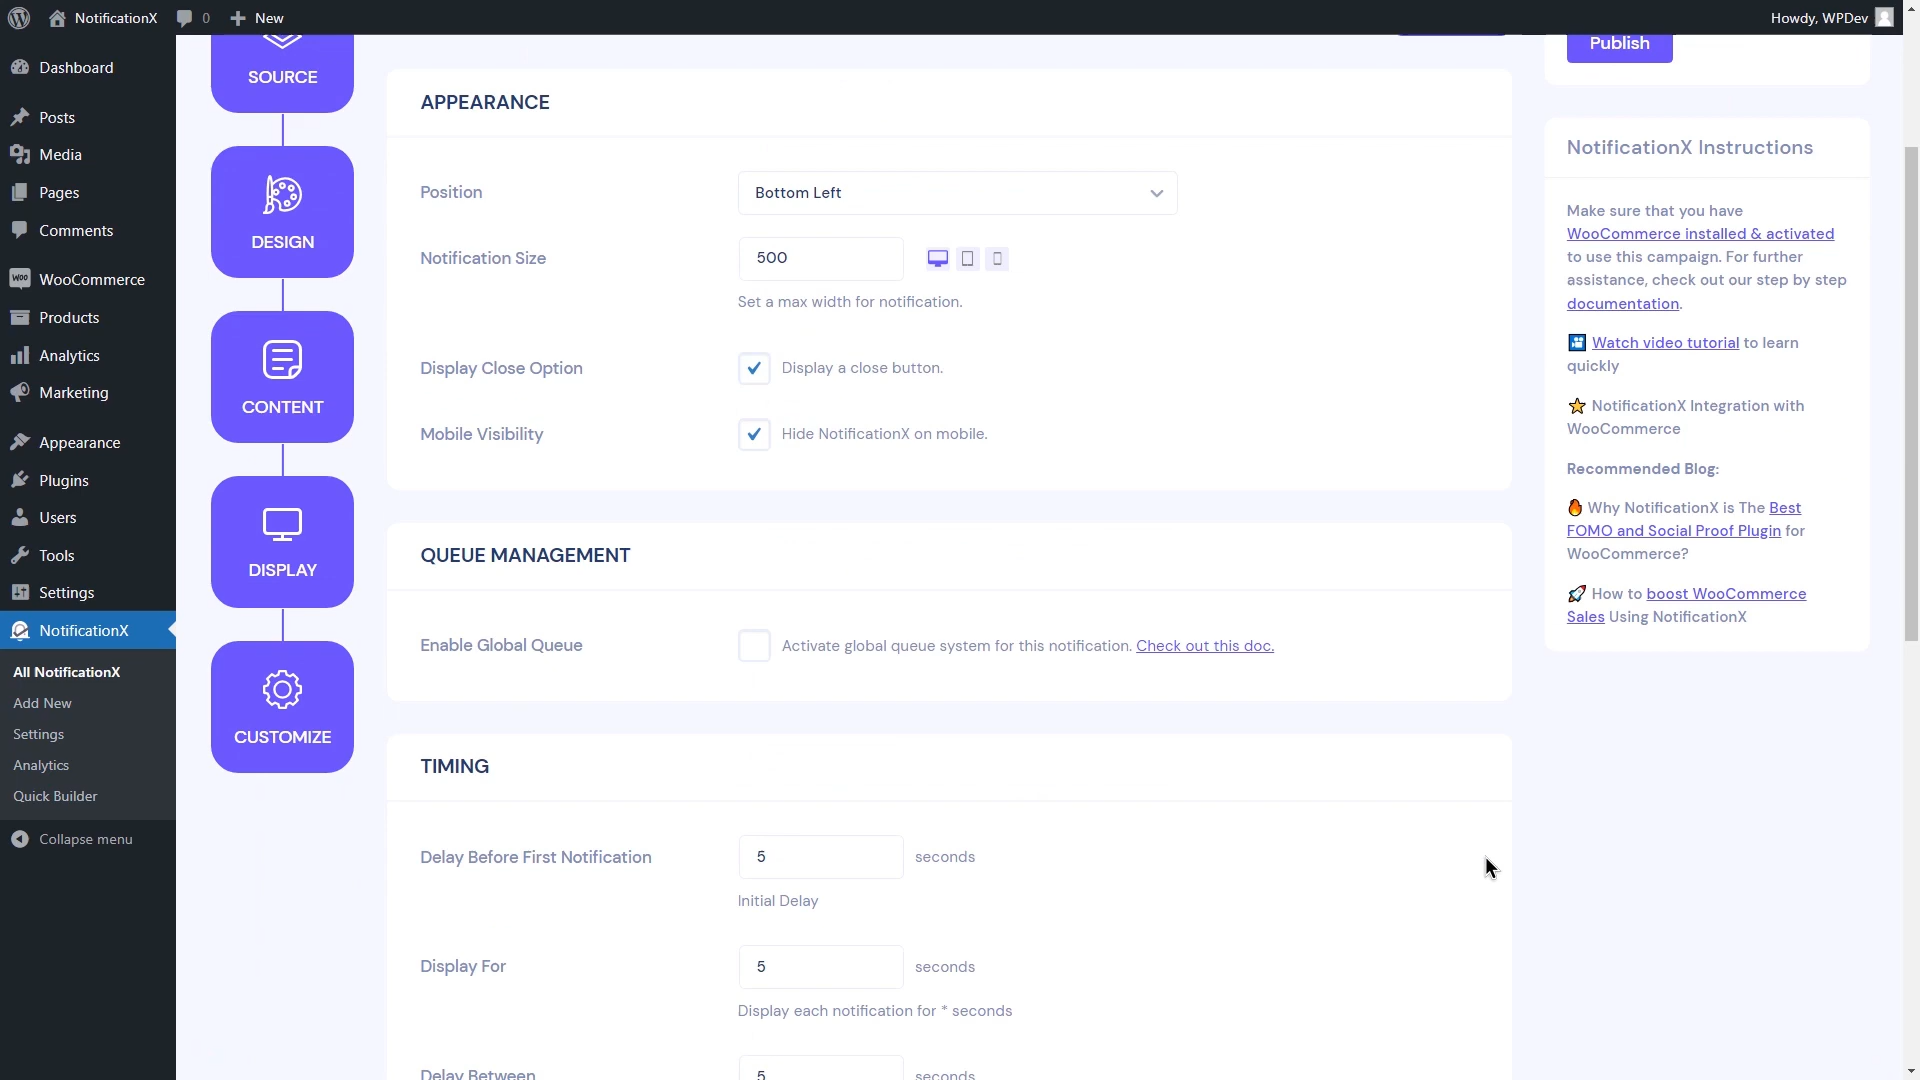 NotificationX
0
New
Howdy, WPDev
Dashboard
Posts
Media
Pages
Comments
WooCommerce
Products
Analytics
Marketing
Appearance
Plugins
Users
Tools
Settings
NotificationX
All NotificationX
Add New
Settings
Analytics
Quick Builder
Collapse menu
SOURCE
DESIGN
CONTENT
DISPLAY
CUSTOMIZE
APPEARANCE
Position
Bottom Left
Notification Size
500
Set a max width for notification.
Display Close Option
Display a close button.
Mobile Visibility
Hide NotificationX on mobile.
QUEUE MANAGEMENT
Enable Global Queue
Activate global queue system for this notification. Check out this doc.
TIMING
Delay Before First Notification
5
seconds
Initial Delay
Display For
5
seconds
Display each notification for * seconds
Delay Between
5
seconds
Publish
NotificationX Instructions
Make sure that you have
WooCommerce installed & activated
to use this campaign. For further
assistance, check out our step by step
documentation.
Watch video tutorial to learn
quickly
NotificationX Integration with
WooCommerce
Recommended Blog:
Why NotificationX is The Best
FOMO and Social Proof Plugin for
WooCommerce?
How to boost WooCommerce
Sales Using NotificationX